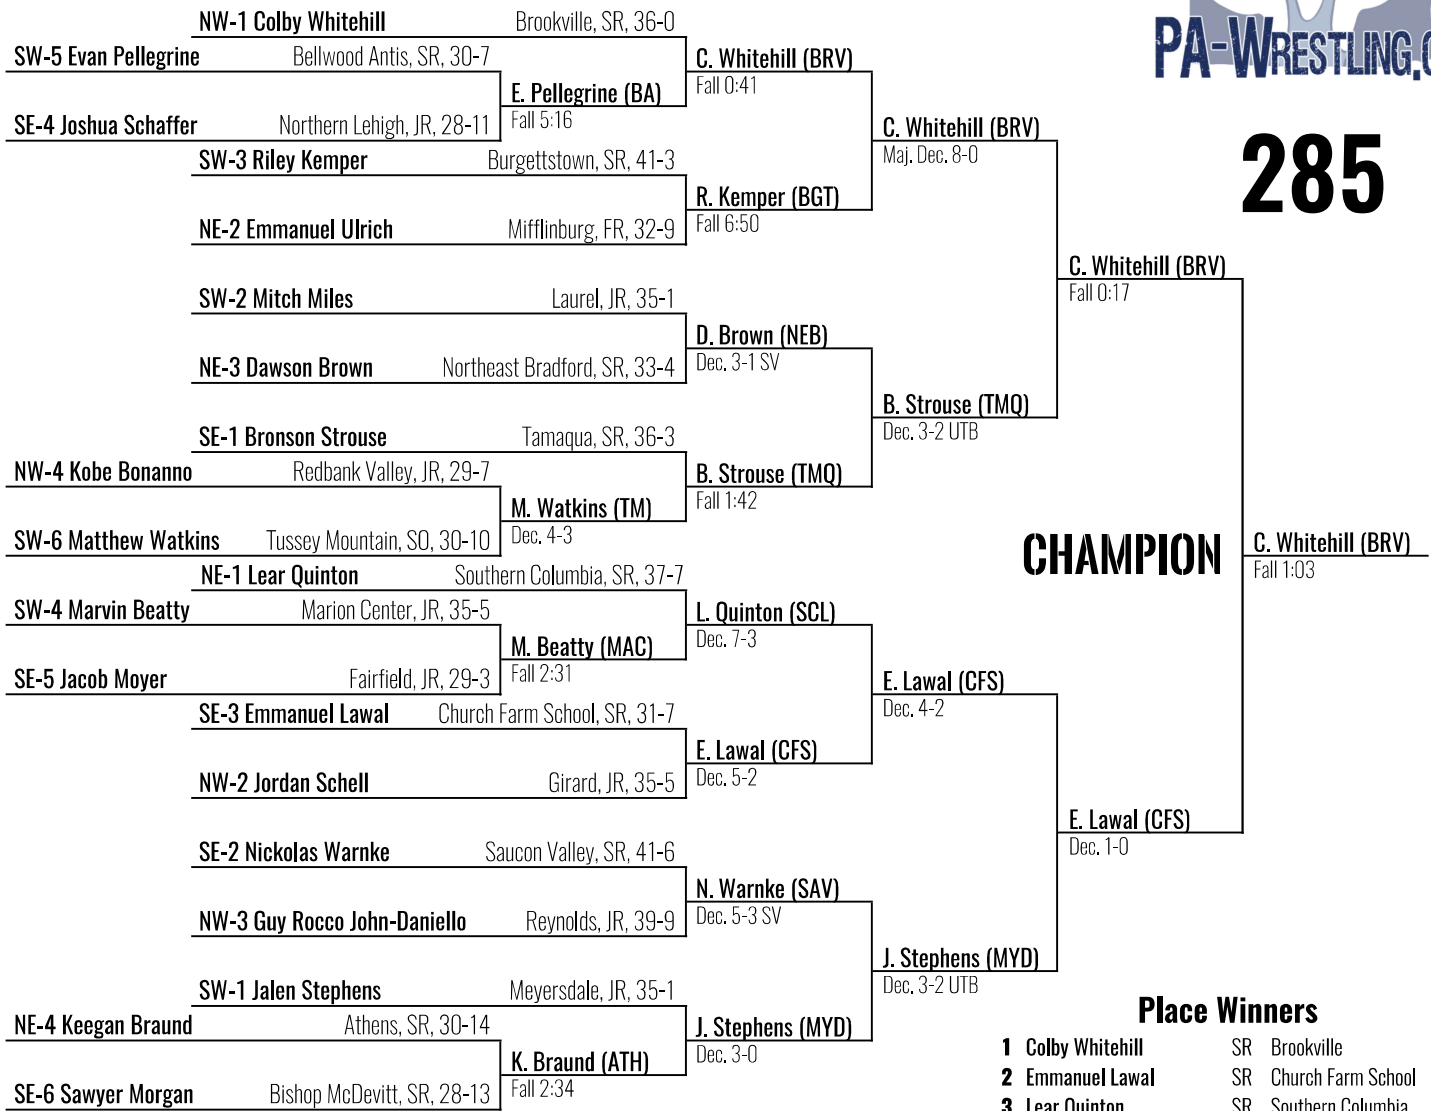 NW-1 Colby Whitehill Brookville, SR, 36-0
SW-5 Evan Pellegrine Bellwood Antis, SR, 30-7
C. Whitehill (BRV)
Fall 0:41
E. Pellegrine (BA)
Fall 5:16
SE-4 Joshua Schaffer Northern Lehigh, JR, 28-11
C. Whitehill (BRV)
Maj. Dec. 8-0
SW-3 Riley Kemper Burgettstown, SR, 41-3
R. Kemper (BGT)
Fall 6:50
NE-2 Emmanuel Ulrich Mifflinburg, FR, 32-9
PA-WRESTLING.
285
C. Whitehill (BRV)
Fall 0:17
SW-2 Mitch Miles Laurel, JR, 35-1
D. Brown (NEB)
Dec. 3-1 SV
NE-3 Dawson Brown Northeast Bradford, SR, 33-4
B. Strouse (TMQ)
Dec. 3-2 UTB
SE-1 Bronson Strouse Tamaqua, SR, 36-3
NW-4 Kobe Bonanno Redbank Valley, JR, 29-7
B. Strouse (TMQ)
Fall 1:42
M. Watkins (TM)
Dec. 4-3
SW-6 Matthew Watkins Tussey Mountain, SO, 30-10
CHAMPION
C. Whitehill (BRV)
Fall 1:03
NE-1 Lear Quinton Southern Columbia, SR, 37-7
SW-4 Marvin Beatty Marion Center, JR, 35-5
L. Quinton (SCL)
Dec. 7-3
M. Beatty (MAC)
Fall 2:31
SE-5 Jacob Moyer Fairfield, JR, 29-3
E. Lawal (CFS)
Dec. 4-2
SE-3 Emmanuel Lawal Church Farm School, SR, 31-7
E. Lawal (CFS)
Dec. 5-2
NW-2 Jordan Schell Girard, JR, 35-5
E. Lawal (CFS)
Dec. 1-0
SE-2 Nickolas Warnke Saucon Valley, SR, 41-6
N. Warnke (SAV)
Dec. 5-3 SV
NW-3 Guy Rocco John-Daniello Reynolds, JR, 39-9
J. Stephens (MYD)
Dec. 3-2 UTB
SW-1 Jalen Stephens Meyersdale, JR, 35-1
NE-4 Keegan Braund Athens, SR, 30-14
J. Stephens (MYD)
Dec. 3-0
K. Braund (ATH)
Fall 2:34
SE-6 Sawyer Morgan Bishop McDevitt, SR, 28-13
Place Winners
1 Colby Whitehill SR Brookville
2 Emmanuel Lawal SR Church Farm School
3 Lear Quinton SR Southern Columbia